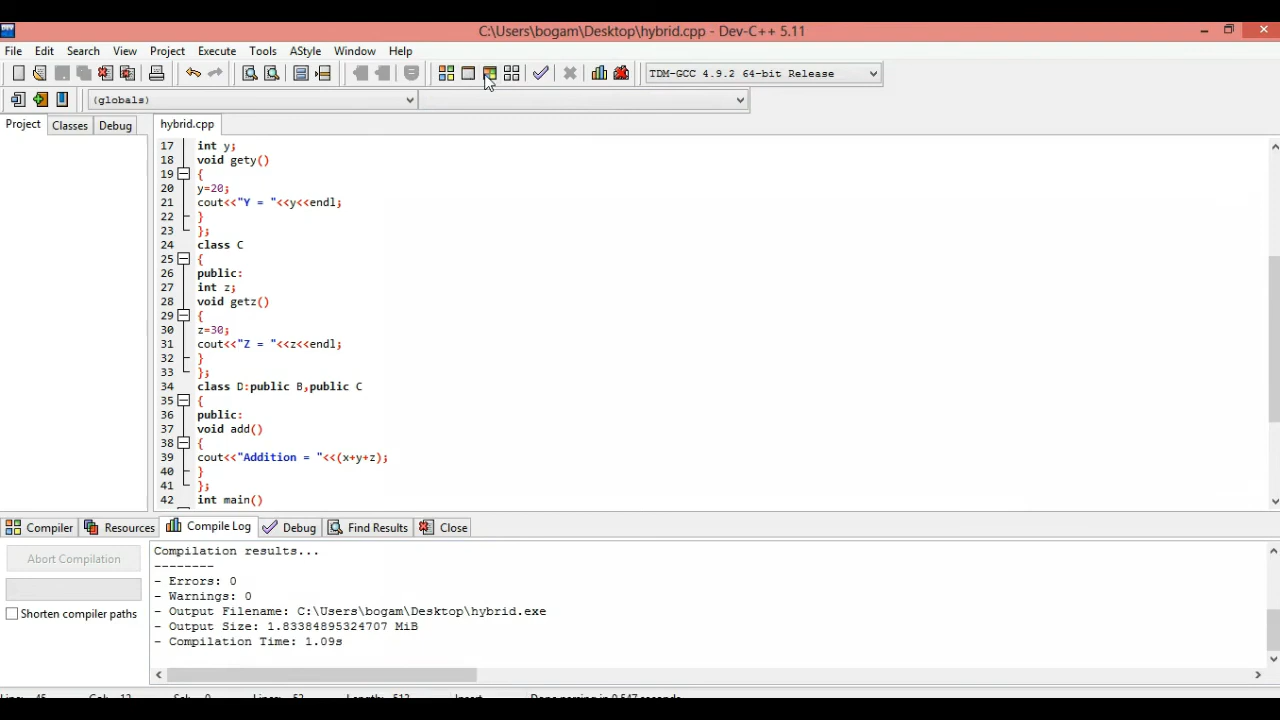 C:\Users\bogam\Desktop\hybrid.cpp - Dev-C++ 5.11
File Edit Search View Project Execute Tools AStyle Window Help
TDM-GCC 4.9.2 64-bit Release
(globals)
Project Classes Debug
hybrid.cpp
17 int y;
18 void gety()
19 {
20 y=20;
21 cout<<"Y = "<<y<<endl;
22 }
23 };
24 class C
25 {
26 public:
27 int z;
28 void getz()
29 {
30 z=30;
31 cout<<"Z = "<<z<<endl;
32 }
33 };
34 class D:public B,public C
35 {
36 public:
37 void add()
38 {
39 cout<<"Addition = "<<(x+y+z);
40 }
41 };
42 int main()
Compiler Resources Compile Log Debug Find Results Close
Abort Compilation
Shorten compiler paths
Compilation results...
--------
- Errors: 0
- Warnings: 0
- Output Filename: C:\Users\bogam\Desktop\hybrid.exe
- Output Size: 1.83384895324707 MiB
- Compilation Time: 1.09s